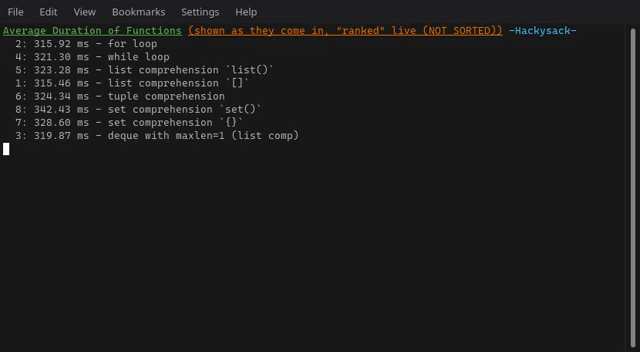 File Edit View Bookmarks Settings Help
Average Duration of Functions (shown as they come in, "ranked" live (NOT SORTED)) -Hackysack-
2: 315.92 ms - for loop
4: 321.30 ms - while loop
5: 323.28 ms - list comprehension `list()`
1: 315.46 ms - list comprehension `[]`
6: 324.34 ms - tuple comprehension
8: 342.43 ms - set comprehension `set()`
7: 328.60 ms - set comprehension `{}`
3: 319.87 ms - deque with maxlen=1 (list comp)